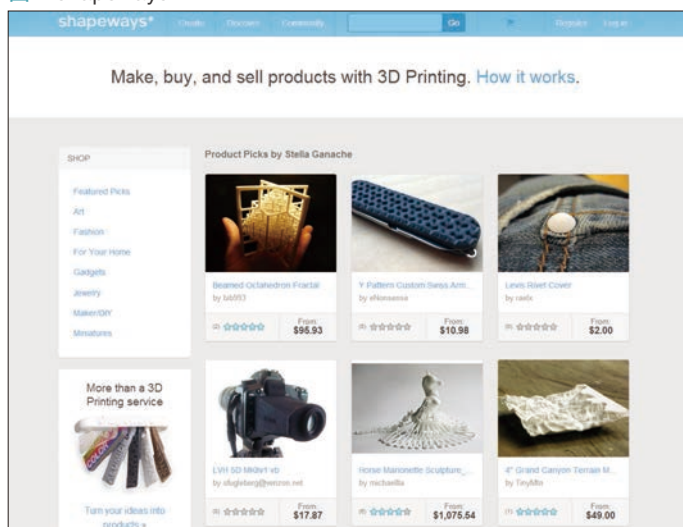 shapeways*
Create Discover Community Go Register Log in
Make, buy, and sell products with 3D Printing. How it works.
SHOP
Featured Picks
Art
Fashion
For Your Home
Gadgets
Jewelry
Maker/DIY
Miniatures
More than a 3D
Printing service
Turn your ideas into
products »
Product Picks by Stella Ganache
Beamed Octahedron Fractal
From:
$95.93
Y Pattern Custom Swiss Arm...
From:
$10.98
Levis Rivet Cover
From:
$2.00
LVH SD
From:
$17.87
Horse Marionette Sculpture_...
by michaella
From:
$1,075.54
4" Grand Canyon Terrain M...
by TinyMtn
From:
$49.00